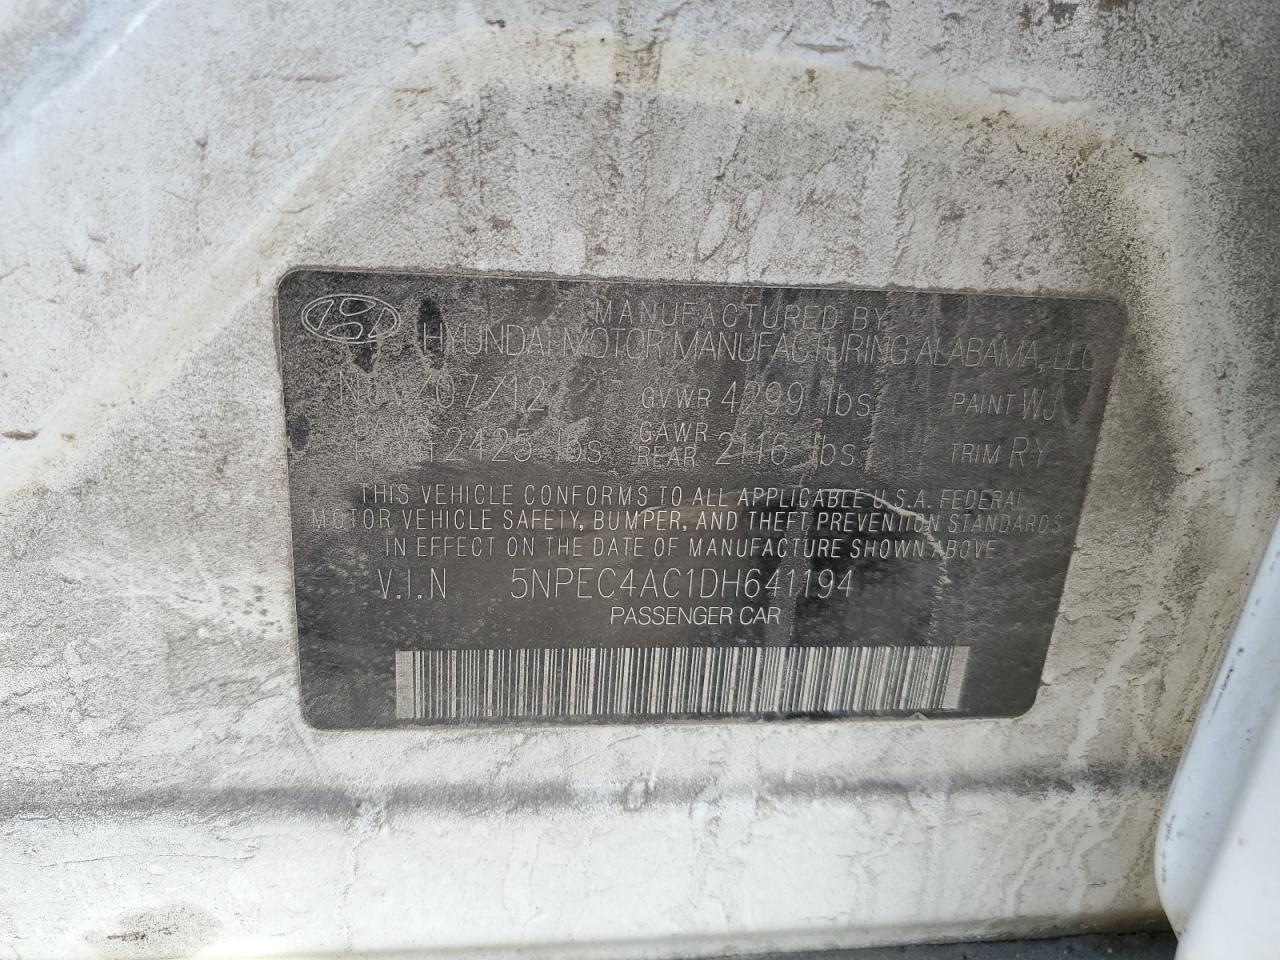 MANUFACTURED BY
HYUNDAI MOTOR MANUFACTURING ALABAMA, LLC
NOV/07/12 GVWR 4299 lbs PAINT WJ
2425 lbs GAWR REAR 2116 lbs TRIM RY
THIS VEHICLE CONFORMS TO ALL APPLICABLE U.S.A. FEDERAL
MOTOR VEHICLE SAFETY, BUMPER, AND THEFT PREVENTION STANDARDS
IN EFFECT ON THE DATE OF MANUFACTURE SHOWN ABOVE
V.I.N 5NPEC4AC1DH641194
PASSENGER CAR